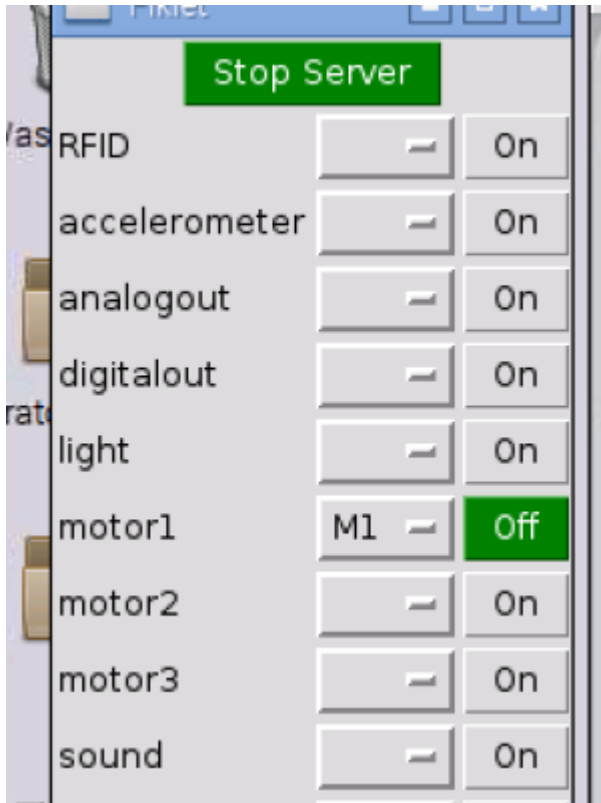 Piklet
Stop Server
RFID On
accelerometer On
analogout On
digitalout On
light On
motor1 M1 Off
motor2 On
motor3 On
sound On